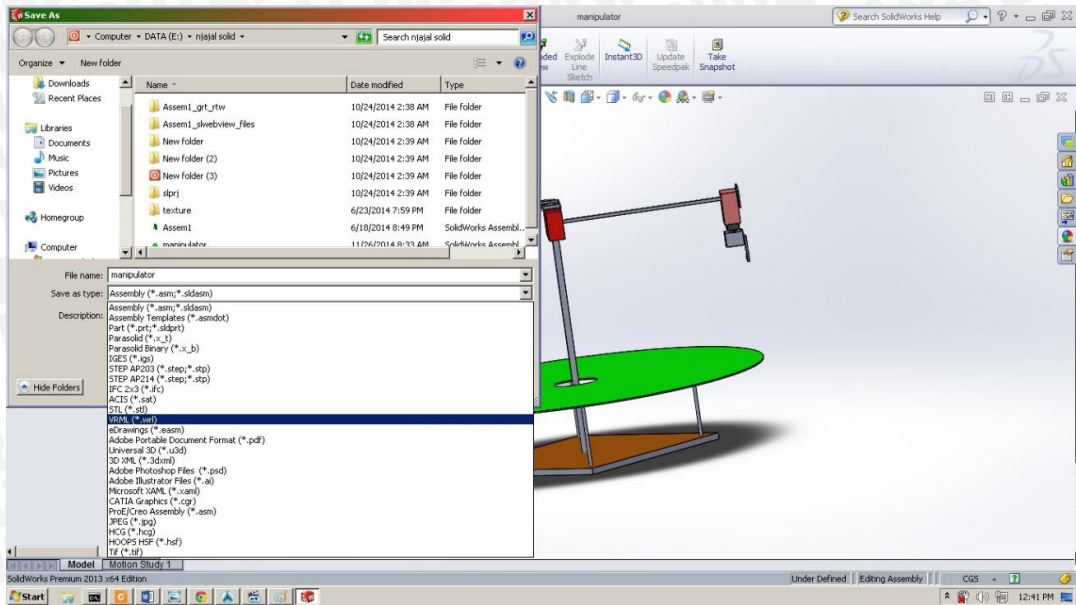 Save As
manipulator
Search SolidWorks Help
Computer DATA (E:) njajal solid
Search njajal solid
Organize New folder
Explode Line Sketch
Instant3D
Update Speedpak
Take Snapshot
Downloads
Recent Places
Libraries
Documents
Music
Pictures
Videos
Homegroup
Computer
Name Date modified Type
Assem1_grt_rtw 10/24/2014 2:38 AM File folder
Assem1_slwebview_files 10/24/2014 2:38 AM File folder
New folder 10/24/2014 2:39 AM File folder
New folder (2) 10/24/2014 2:39 AM File folder
New folder (3) 10/24/2014 2:39 AM File folder
slprj 10/24/2014 2:39 AM File folder
texture 6/23/2014 7:59 PM File folder
Assem1 6/18/2014 8:49 PM SolidWorks Assembl...
manipulator 11/26/2014 8:33 AM SolidWorks Assembl
File name: manipulator
Save as type: Assembly (*.asm;*.sldasm)
Description:
Assembly (*.asm;*.sldasm)
Assembly Templates (*.asmdot)
Part (*.prt;*.sldprt)
Parasolid (*.x_t)
Parasolid Binary (*.x_b)
IGES (*.igs)
STEP AP203 (*.step;*.stp)
STEP AP214 (*.step;*.stp)
IFC 2x3 (*.ifc)
ACIS (*.sat)
STL (*.stl)
VRML (*.wrl)
eDrawings (*.easm)
Adobe Portable Document Format (*.pdf)
Universal 3D (*.u3d)
3D XML (*.3dxml)
Adobe Photoshop Files (*.psd)
Adobe Illustrator Files (*.ai)
Microsoft XAML (*.xaml)
CATIA Graphics (*.cgr)
ProE/Creo Assembly (*.asm)
JPEG (*.jpg)
HCG (*.hcg)
HOOPS HSF (*.hsf)
Tif (*.tif)
Hide Folders
Model Motion Study 1
SolidWorks Premium 2013 x64 Edition
Under Defined Editing Assembly CGS
Start
12:41 PM